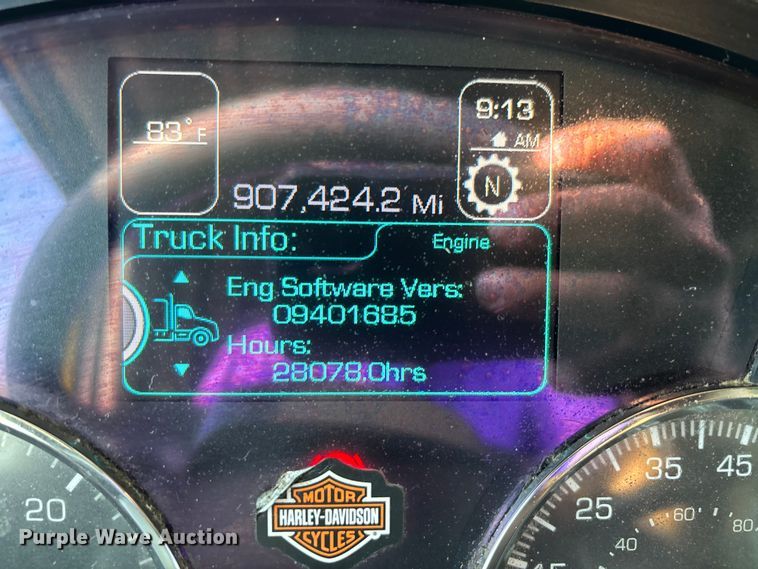 83°F
9:13
AM
N
907,424.2 Mi
Truck Info:
Engine
Eng Software Vers:
09401685
Hours:
28078.0hrs
MOTOR
HARLEY-DAVIDSON
CYCLES
20
25
35
45
40
60
80
Purple Wave Auction